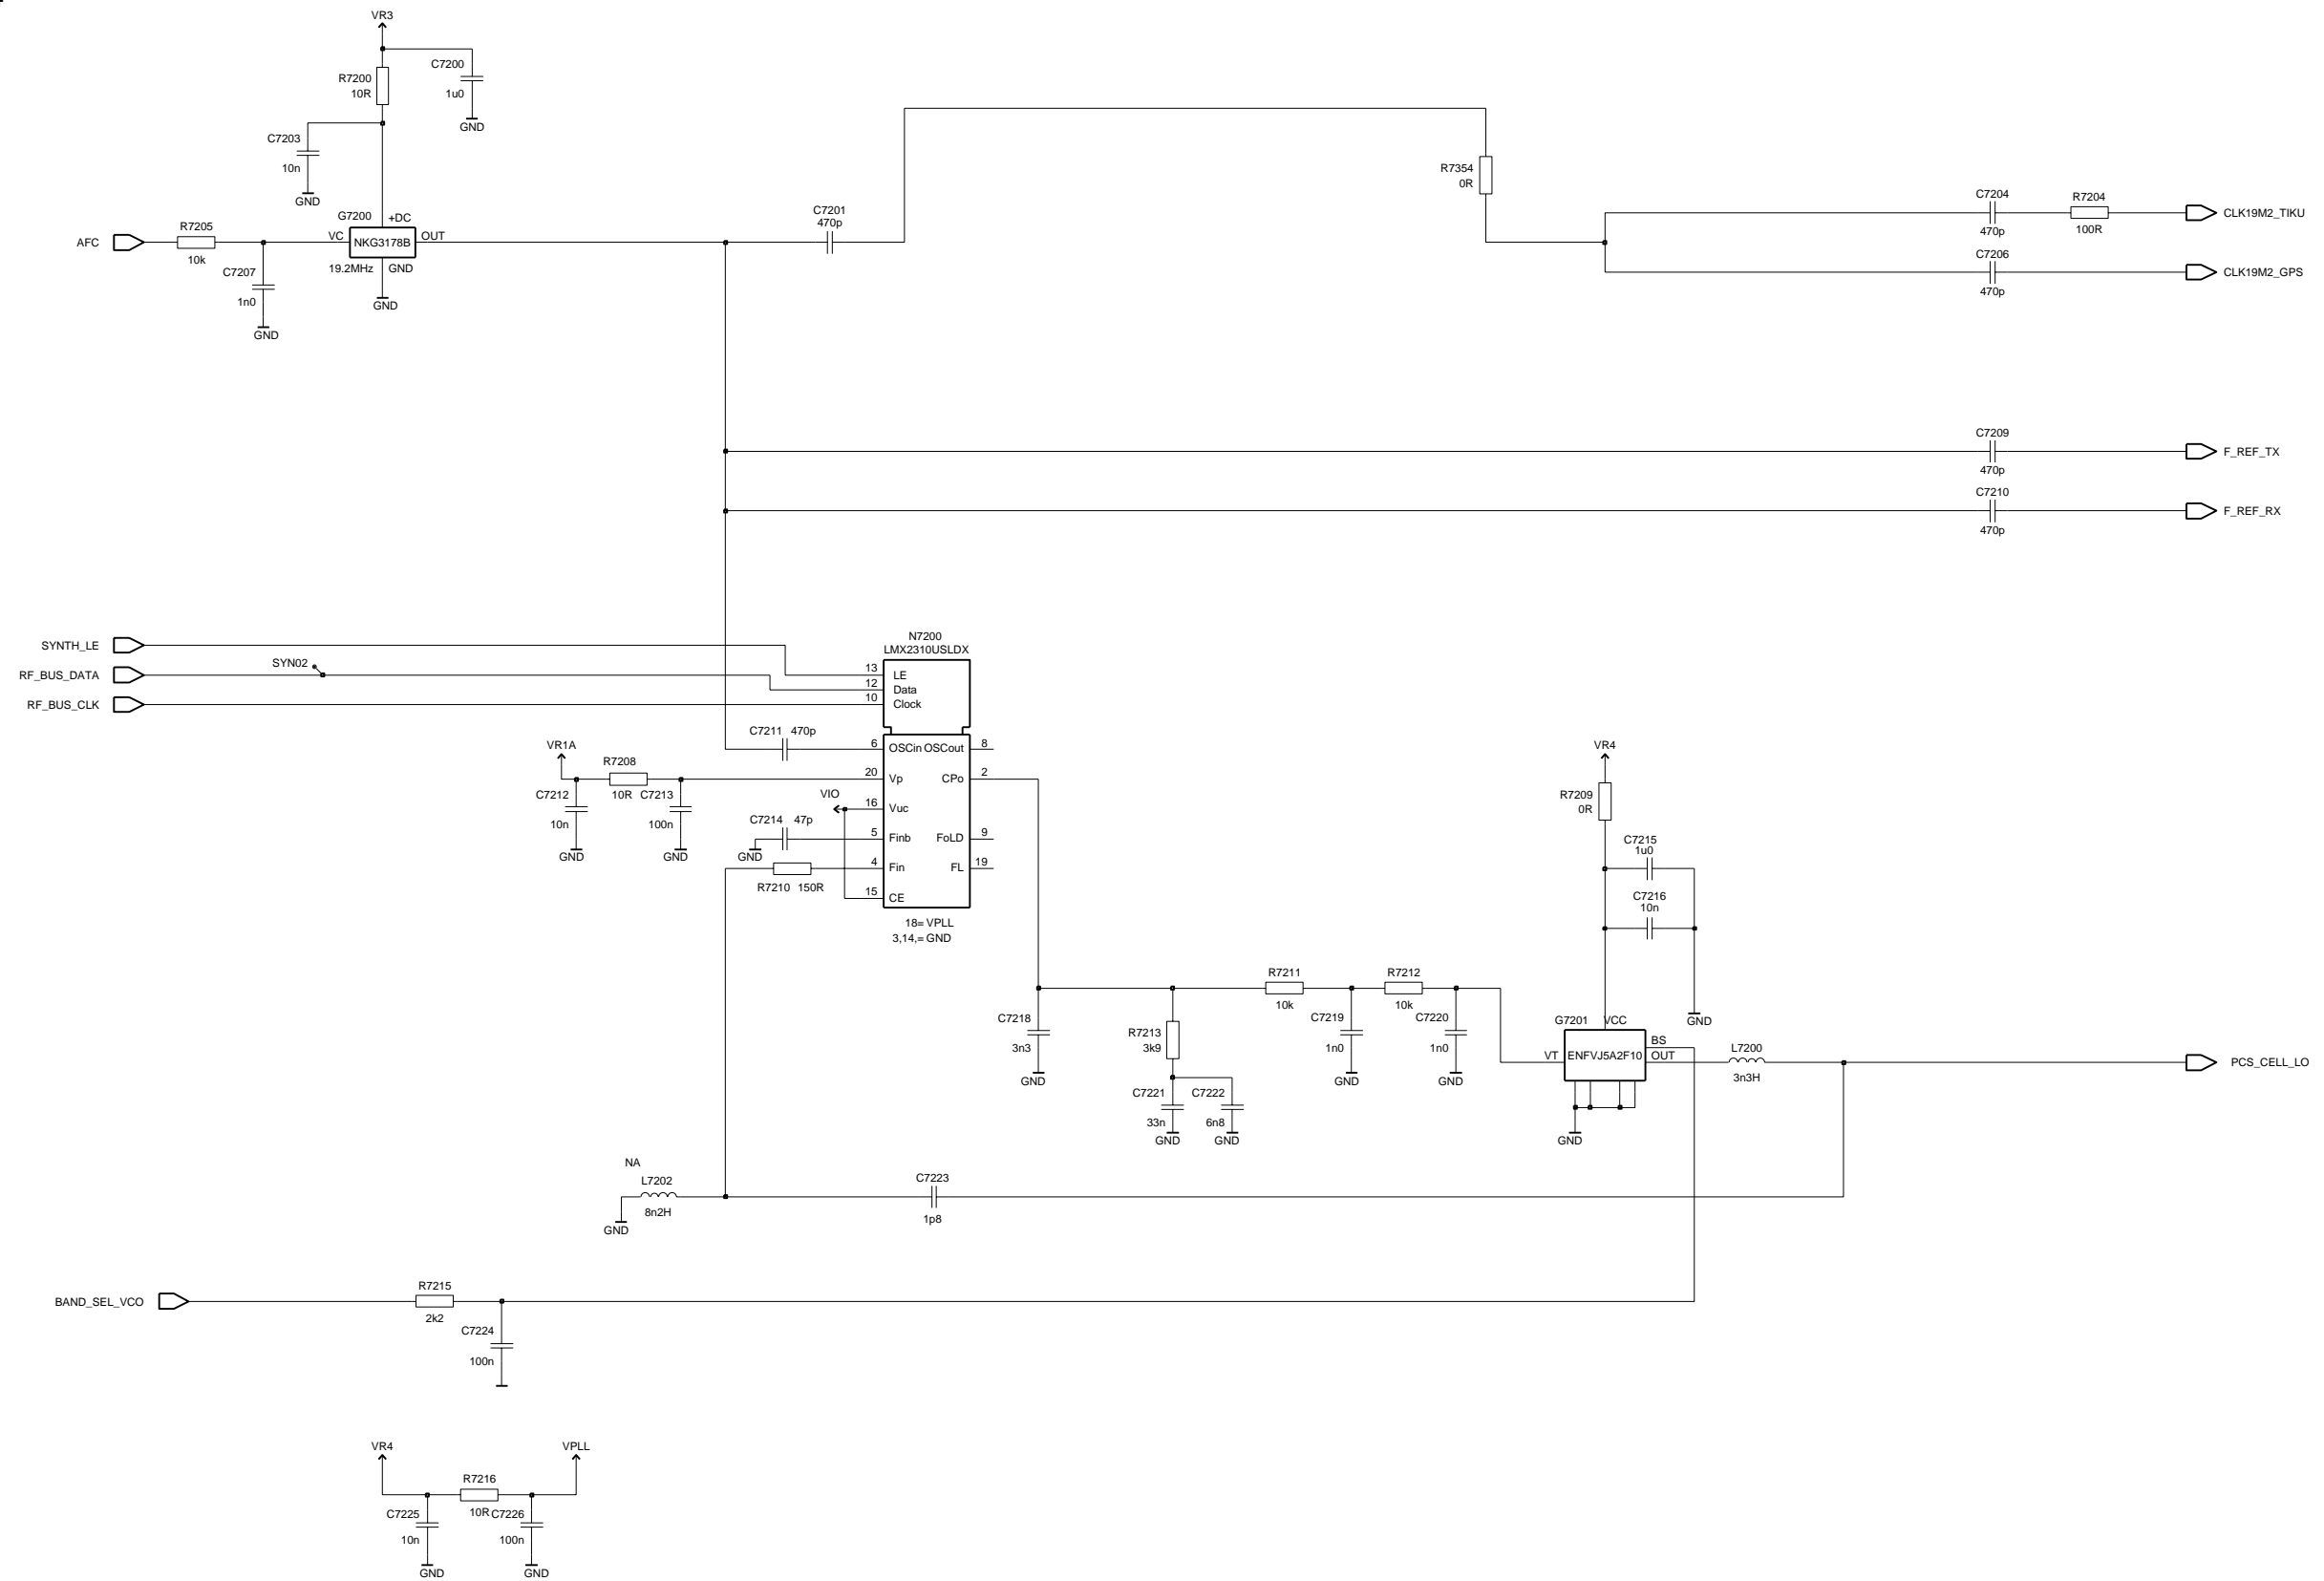 VR3
R7200
10R
C7200
1u0
GND
C7203
10n
GND
G7200
+DC
AFC
R7205
10k
C7207
1n0
GND
VC
NKG3178B
OUT
19.2MHz
GND
GND
C7201
470p
R7354
0R
C7204
470p
R7204
100R
CLK19M2_TIKU
C7206
470p
CLK19M2_GPS
C7209
470p
F_REF_TX
C7210
470p
F_REF_RX
SYNTH_LE
RF_BUS_DATA
SYN02
RF_BUS_CLK
N7200
LMX2310USLDX
13
LE
12
Data
10
Clock
C7211 470p
6
OSCin OSCout
8
VR1A
R7208
10R
C7212
10n
GND
C7213
100n
GND
20
Vp
CPo
2
VIO
16
Vuc
C7214 47p
GND
5
Finb
FoLD
9
4
Fin
FL
19
R7210 150R
15
CE
18= VPLL
3,14,= GND
VR4
R7209
0R
C7215
1u0
C7216
10n
GND
C7218
3n3
GND
R7213
3k9
C7221
33n
GND
C7222
6n8
GND
R7211
10k
C7219
1n0
GND
R7212
10k
C7220
1n0
GND
G7201
VCC
VT
ENFVJ5A2F10
BS
OUT
GND
L7200
3n3H
PCS_CELL_LO
NA
L7202
8n2H
GND
C7223
1p8
BAND_SEL_VCO
R7215
2k2
C7224
100n
VR4
VPLL
R7216
10R
C7225
10n
GND
C7226
100n
GND